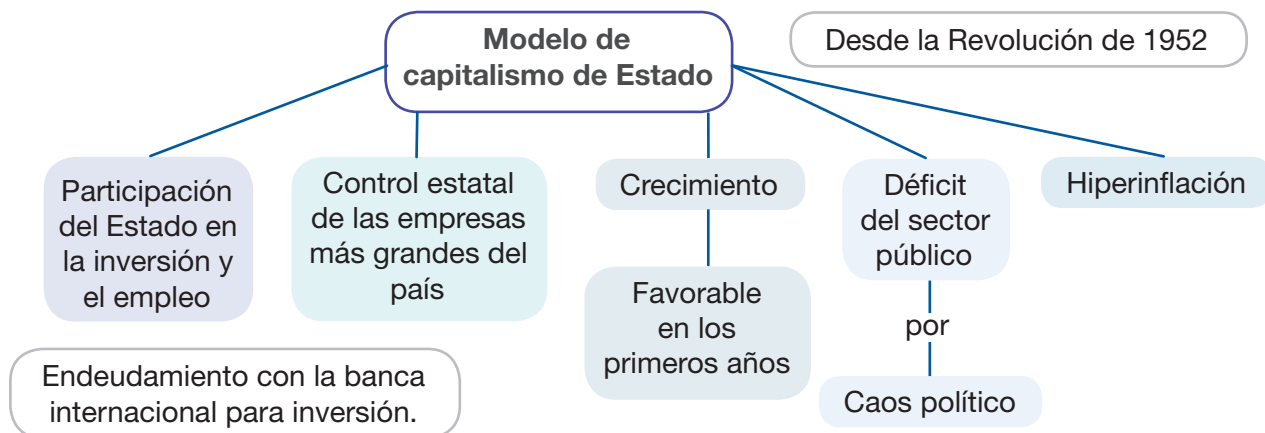 Modelo de
capitalismo de Estado
Desde la Revolución de 1952
Participación
del Estado en
la inversión y
el empleo
Control estatal
de las empresas
más grandes del
país
Crecimiento
Favorable
en los
primeros años
Déficit
del sector
público
por
Caos político
Hiperinflación
Endeudamiento con la banca
internacional para inversión.